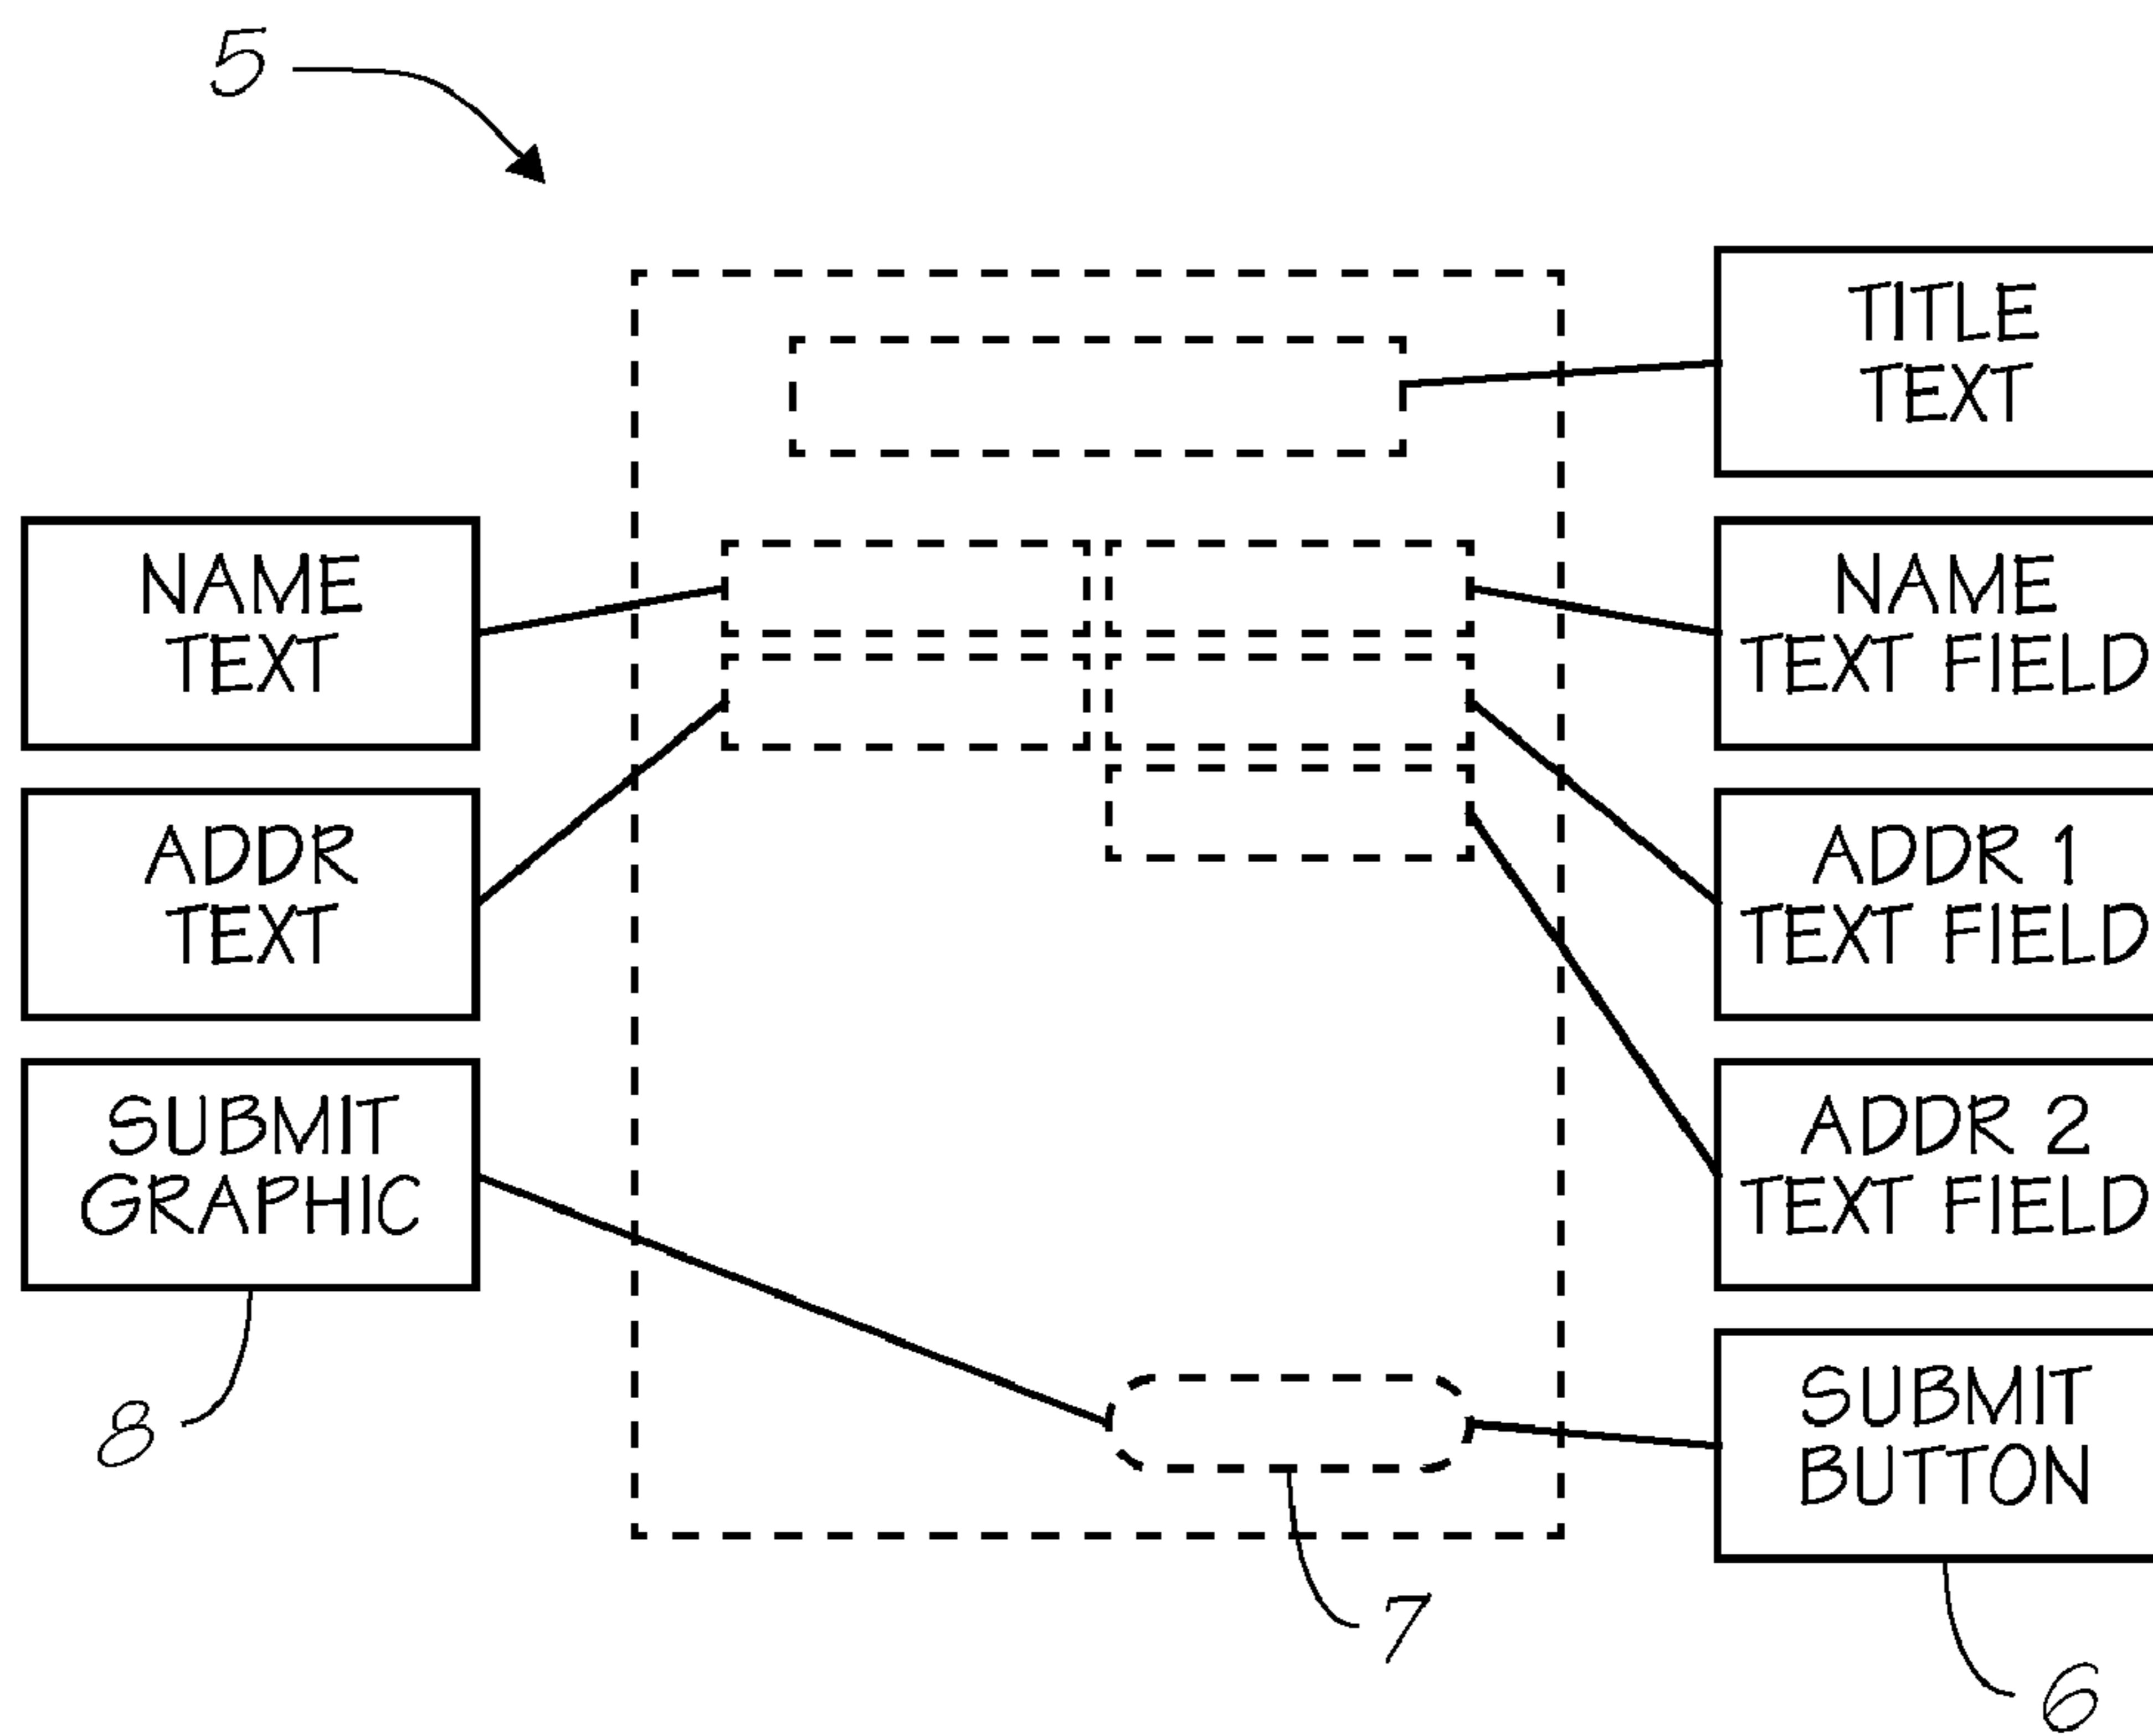 5
TITLE
TEXT
NAME
TEXT
NAME
TEXT FIELD
ADDR
TEXT
ADDR 1
TEXT FIELD
SUBMIT
GRAPHIC
ADDR 2
TEXT FIELD
SUBMIT
BUTTON
8
7
6